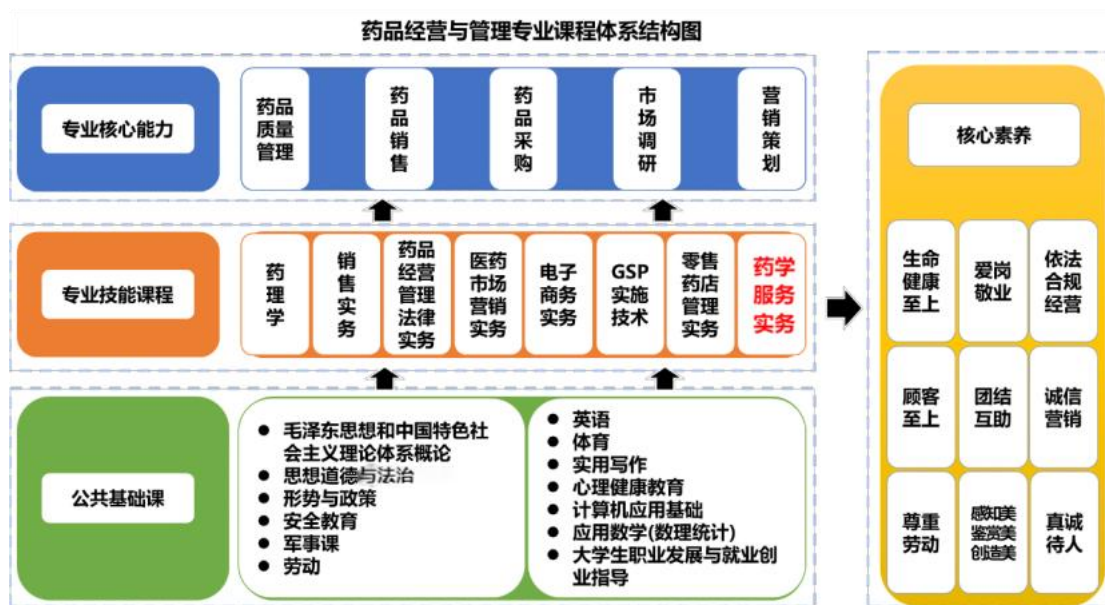 药品经营与管理专业课程体系结构图
专业核心能力
药品
质量
管理
药
品
销
售
药
品
采
购
市
场
调
研
营
销
策
划
专业技能课程
药
理
学
销
售
实
务
药品
经营
管理
法律
实务
医药
市场
营销
实务
电子
商务
实务
GSP
实施
技术
零售
药店
管理
实务
药学
服务
实务
公共基础课
● 毛泽东思想和中国特色社
会主义理论体系概论
● 思想道德与法治
● 形势与政策
● 安全教育
● 军事课
● 劳动
● 英语
● 体育
● 实用写作
● 心理健康教育
● 计算机应用基础
● 应用数学(数理统计)
● 大学生职业发展与就业创
业指导
核心素养
生命
健康
至上
爱岗
敬业
依法
合规
经营
顾客
至上
团结
互助
诚信
营销
尊重
劳动
感知美
鉴赏美
创造美
真诚
待人